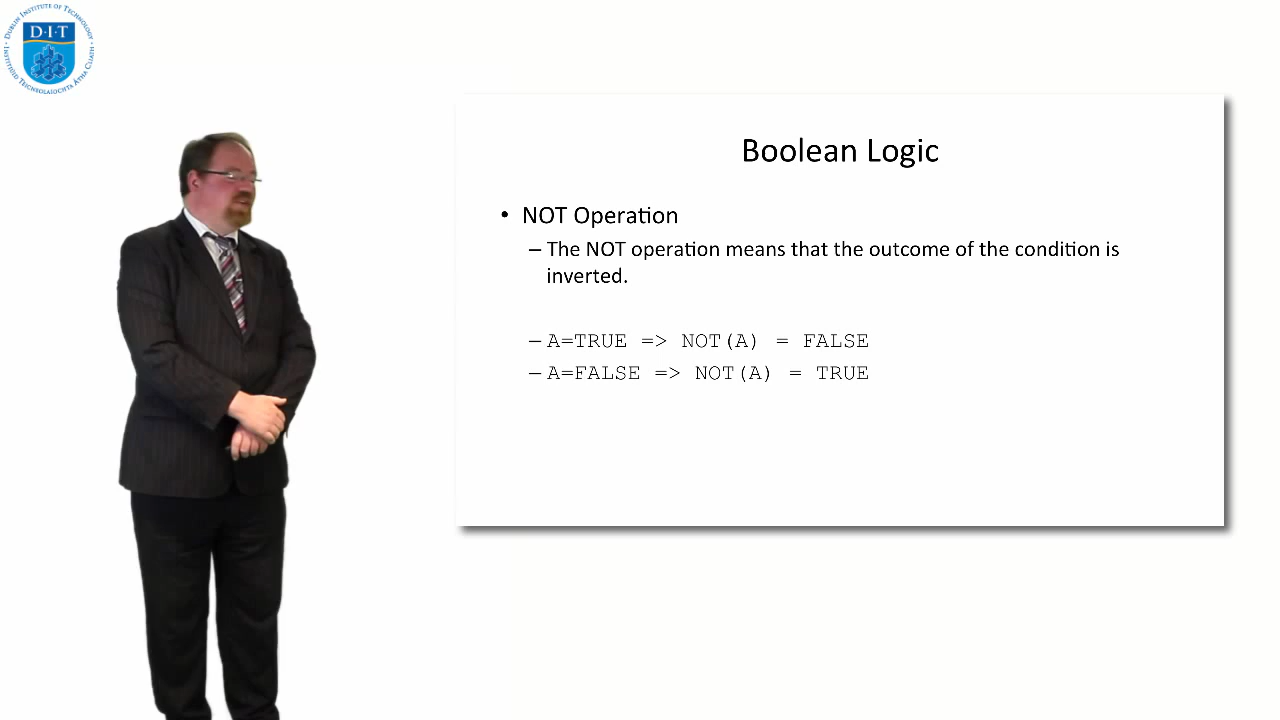 DUBLIN INSTITUTE OF TECHNOLOGY
D·I·T
INSTITIÚID TEICNEOLAÍOCHTA ÁTHA CLIATH
Boolean Logic
• NOT Operation
– The NOT operation means that the outcome of the condition is
inverted.
– A=TRUE => NOT(A) = FALSE
– A=FALSE => NOT(A) = TRUE